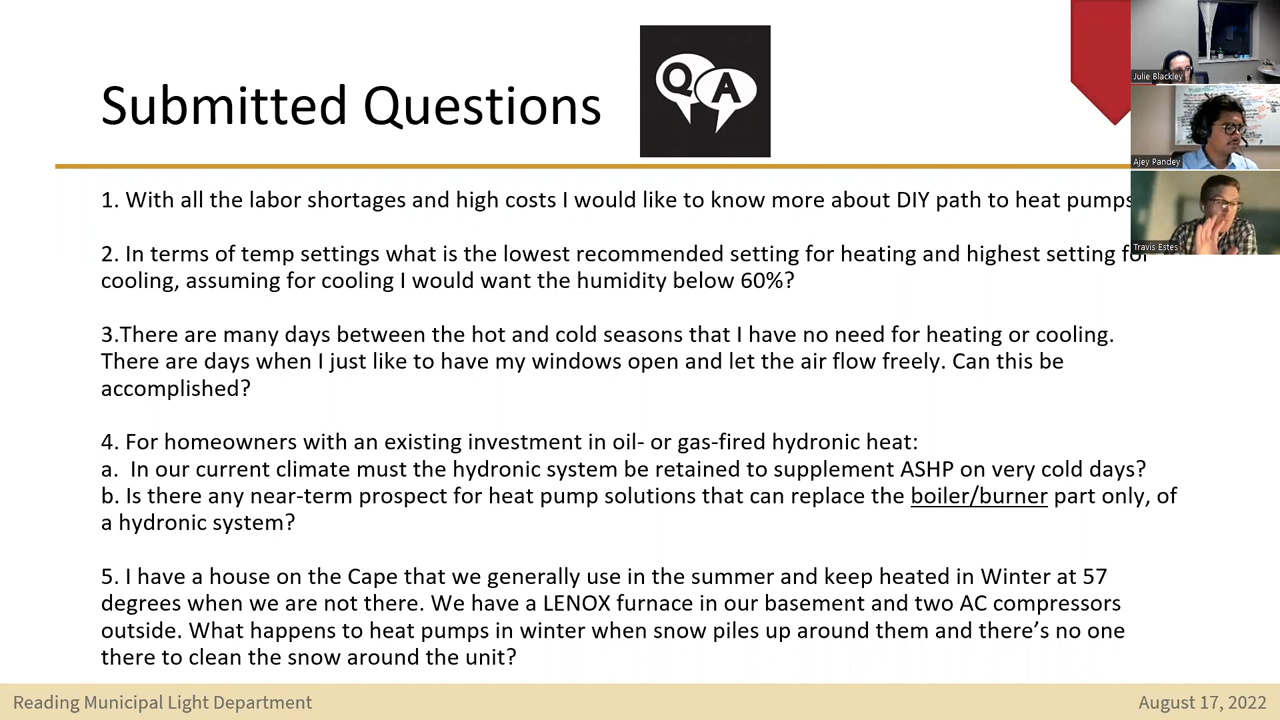 Submitted Questions
Q A
Julie Blackley
Ajey Pandey
Travis Estes
1. With all the labor shortages and high costs I would like to know more about DIY path to heat pumps
2. In terms of temp settings what is the lowest recommended setting for heating and highest setting for
cooling, assuming for cooling I would want the humidity below 60%?
3.There are many days between the hot and cold seasons that I have no need for heating or cooling.
There are days when I just like to have my windows open and let the air flow freely. Can this be
accomplished?
4. For homeowners with an existing investment in oil- or gas-fired hydronic heat:
a. In our current climate must the hydronic system be retained to supplement ASHP on very cold days?
b. Is there any near-term prospect for heat pump solutions that can replace the boiler/burner part only, of
a hydronic system?
5. I have a house on the Cape that we generally use in the summer and keep heated in Winter at 57
degrees when we are not there. We have a LENOX furnace in our basement and two AC compressors
outside. What happens to heat pumps in winter when snow piles up around them and there’s no one
there to clean the snow around the unit?
Reading Municipal Light Department
August 17, 2022